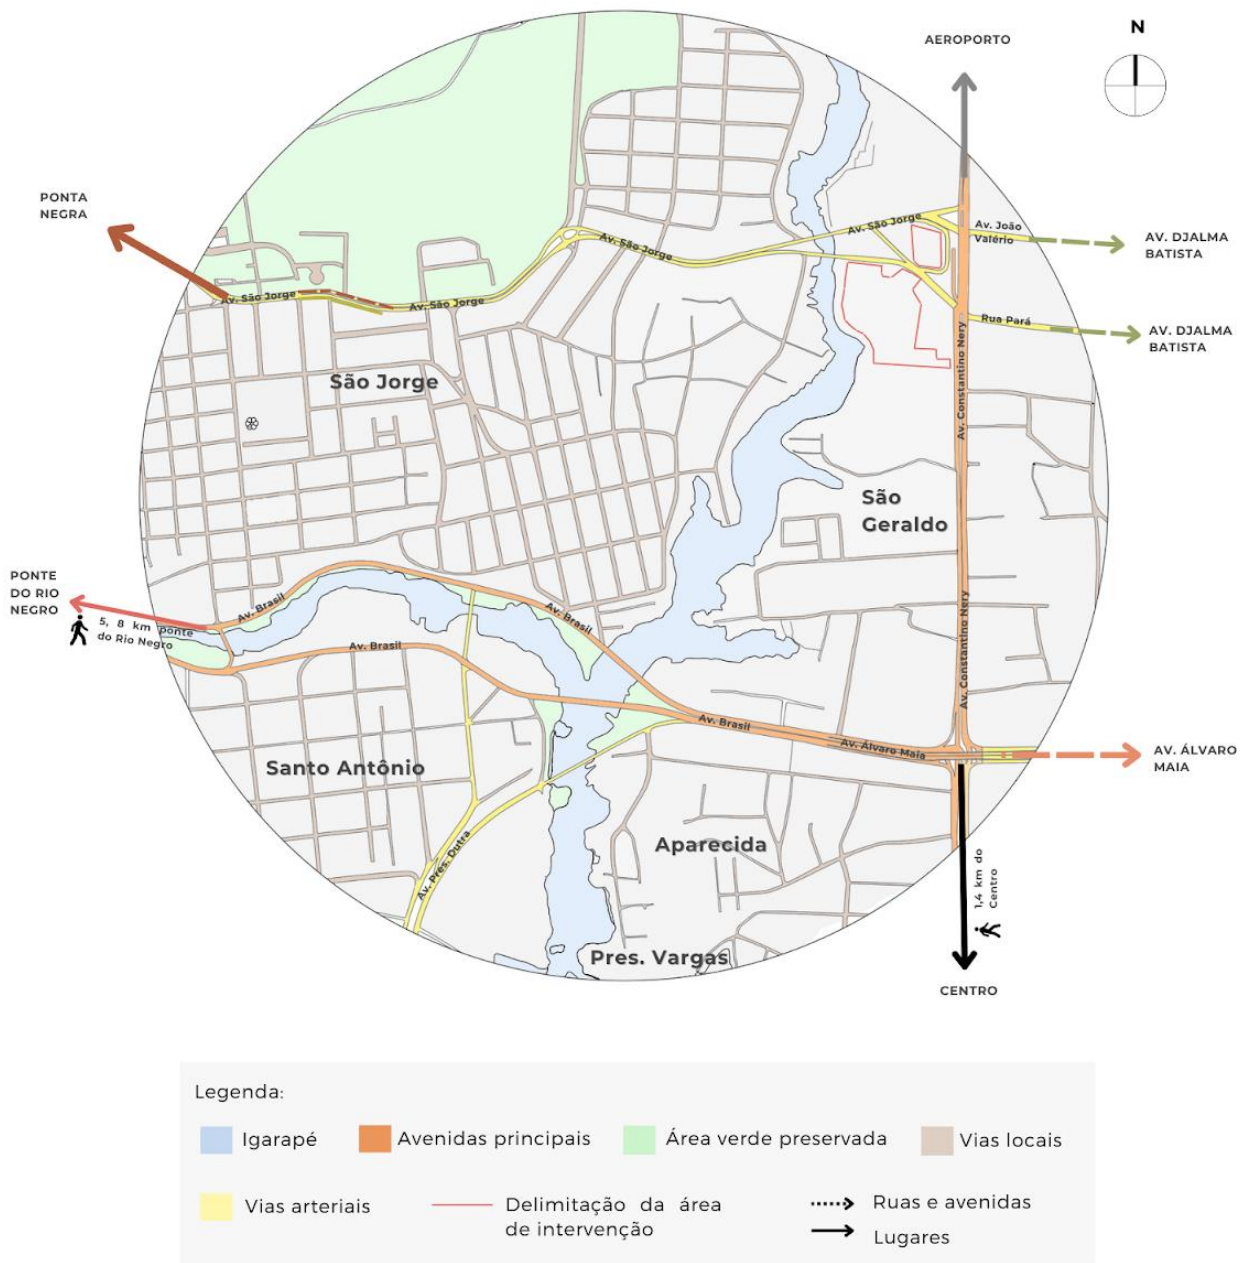 AEROPORTO
N
PONTA
NEGRA
Av. São Jorge
Av. São Jorge
Av. João
Valério
AV. DJALMA
BATISTA
Av. São Jorge
Av. São Jorge
Rua Pará
AV. DJALMA
BATISTA
São Jorge
Av. Constantino Nery
São
Geraldo
PONTE
DO RIO
NEGRO
5, 8 km ponte
do Rio Negro
Av. Brasil
Av. Brasil
Av. Brasil
Av. Constantino Nery
Av. Brasil
Av. Álvaro Maia
AV. ÁLVARO
MAIA
Santo Antônio
Av. Pres. Dutra
Aparecida
1,4 km do
Centro
Pres. Vargas
CENTRO
Legenda:
Igarapé
Avenidas principais
Área verde preservada
Vias locais
Vias arteriais
Delimitação da área
de intervenção
Ruas e avenidas
Lugares